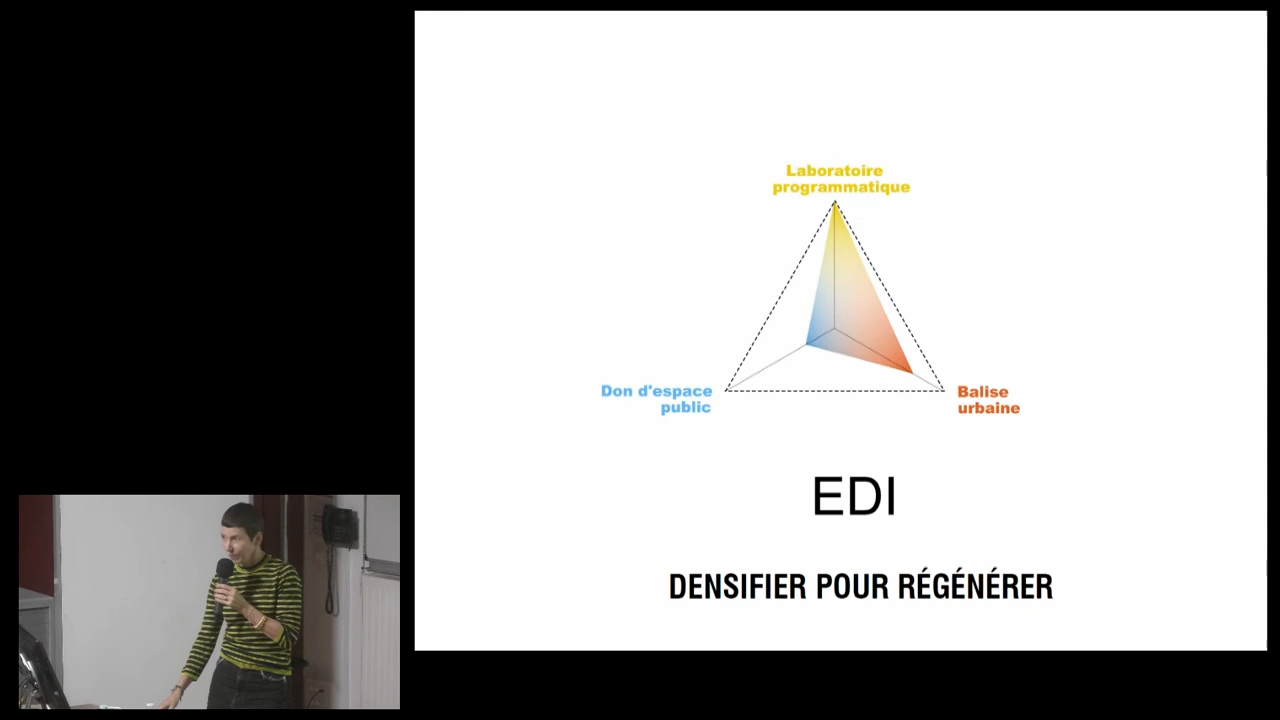 Laboratoire
programmatique
Don d'espace
public
Balise
urbaine
EDI
DENSIFIER POUR RÉGÉNÉRER